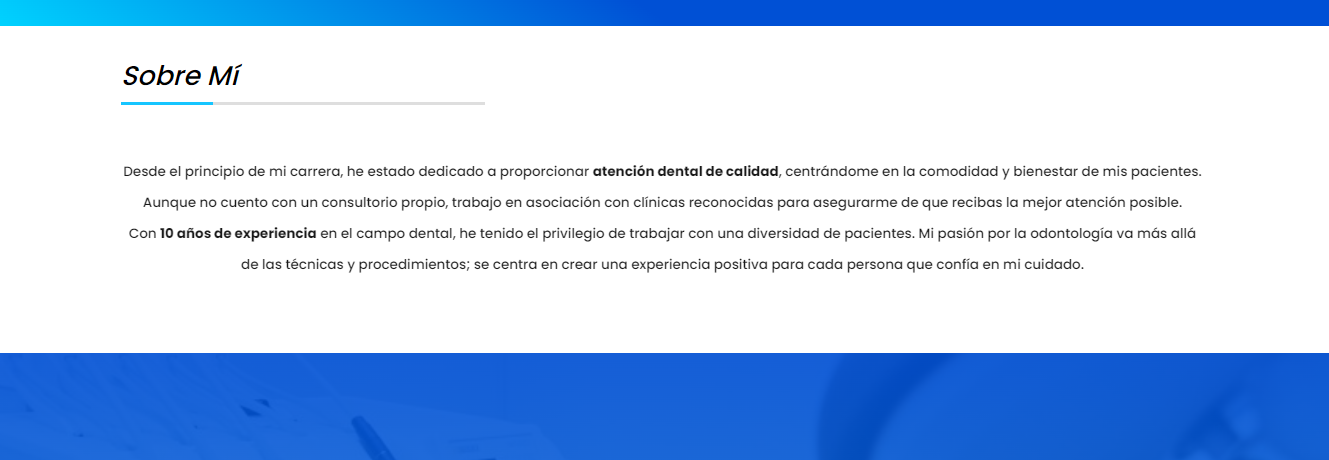 Sobre Mí
Desde el principio de mi carrera, he estado dedicado a proporcionar atención dental de calidad, centrándome en la comodidad y bienestar de mis pacientes.
Aunque no cuento con un consultorio propio, trabajo en asociación con clínicas reconocidas para asegurarme de que recibas la mejor atención posible.
Con 10 años de experiencia en el campo dental, he tenido el privilegio de trabajar con una diversidad de pacientes. Mi pasión por la odontología va más allá
de las técnicas y procedimientos; se centra en crear una experiencia positiva para cada persona que confía en mi cuidado.